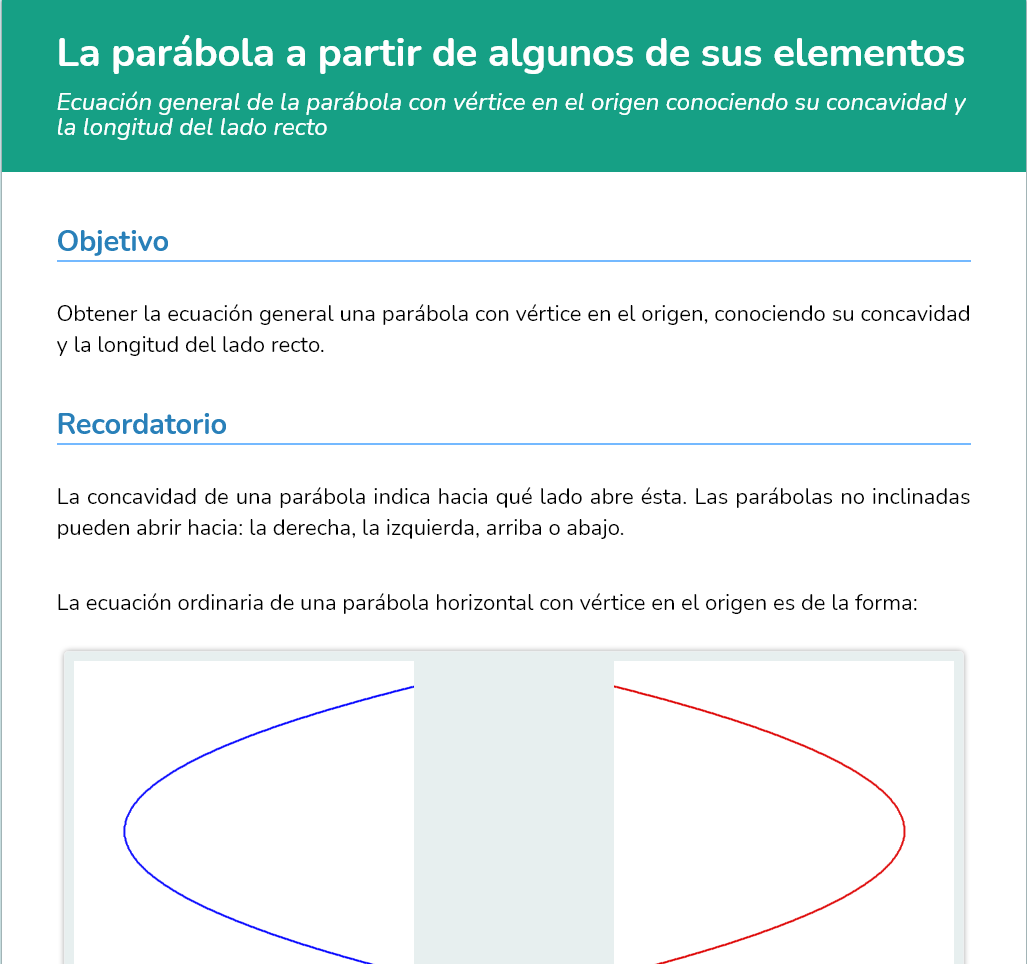 La parábola a partir de algunos de sus elementos
Ecuación general de la parábola con vértice en el origen conociendo su concavidad y
la longitud del lado recto
Objetivo
Obtener la ecuación general una parábola con vértice en el origen, conociendo su concavidad
y la longitud del lado recto.
Recordatorio
La concavidad de una parábola indica hacia qué lado abre ésta. Las parábolas no inclinadas
pueden abrir hacia: la derecha, la izquierda, arriba o abajo.
La ecuación ordinaria de una parábola horizontal con vértice en el origen es de la forma: